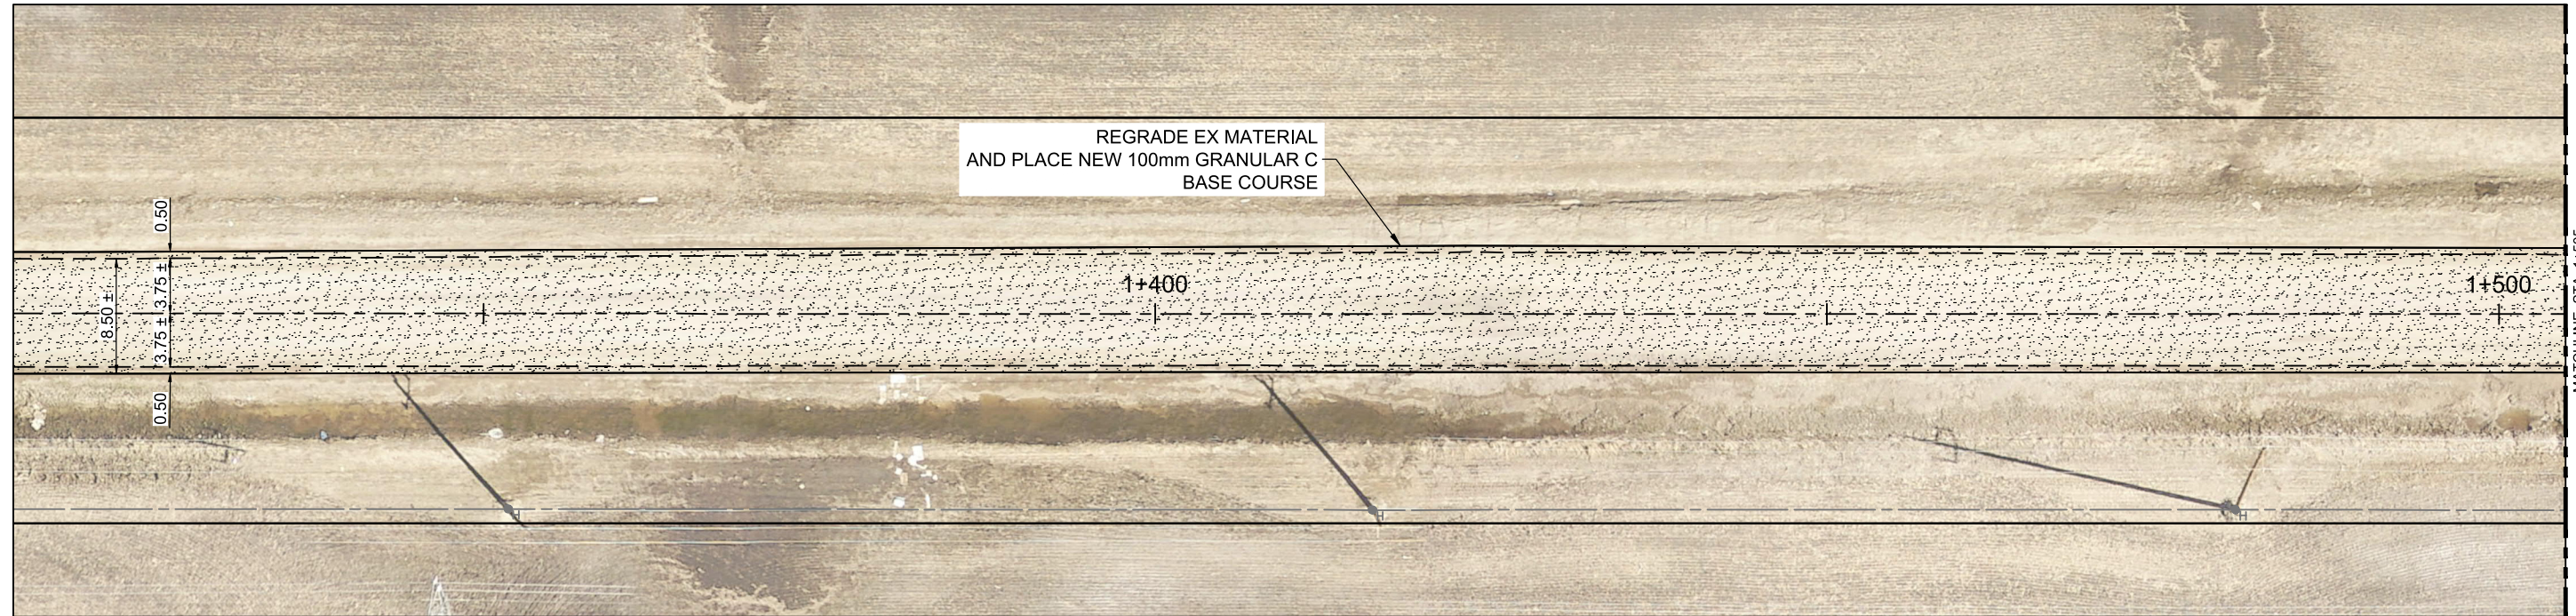 REGRADE EX MATERIAL
AND PLACE NEW 100mm GRANULAR C
BASE COURSE
0.50
8.50 ±
3.75 ±
3.75 ±
0.50
1+400
1+500
H
H
H